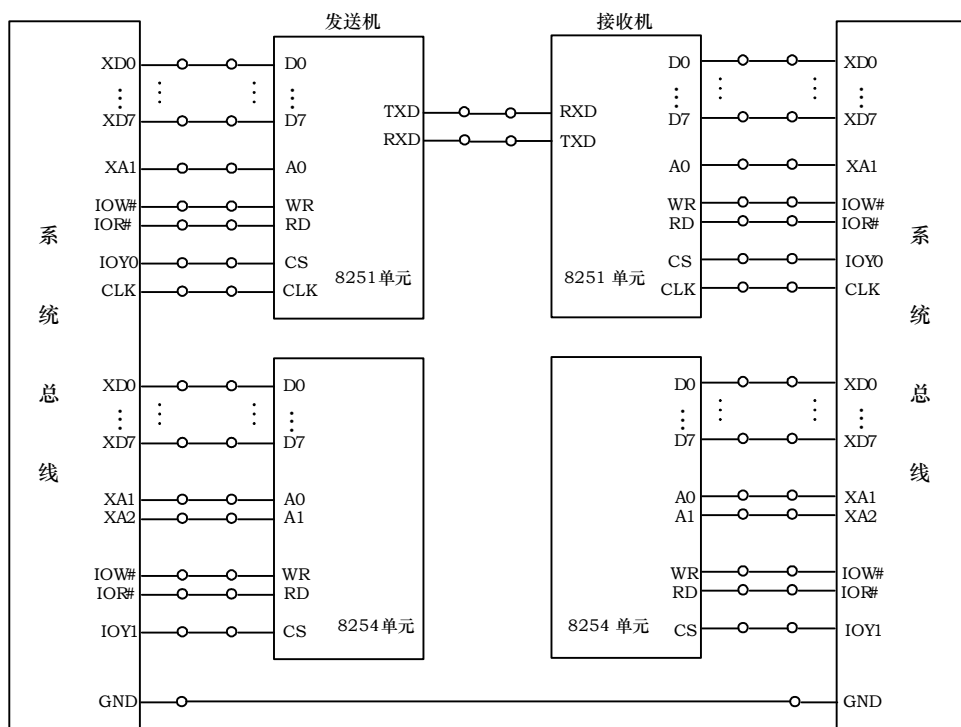 发送机
接收机
XD0 D0
XD7 D7
XA1 A0
IOW# WR
IOR# RD
IOY0 CS
CLK CLK
TXD
RXD
8251单元
RXD
TXD
D0 XD0
D7 XD7
A0 XA1
WR IOW#
RD IOR#
CS IOY0
CLK CLK
8251 单元
系统总线
系统总线
XD0 D0
XD7 D7
XA1 A0
XA2 A1
IOW# WR
IOR# RD
IOY1 CS
8254单元
D0 XD0
D7 XD7
A0 XA1
A1 XA2
WR IOW#
RD IOR#
CS IOY1
8254 单元
GND GND